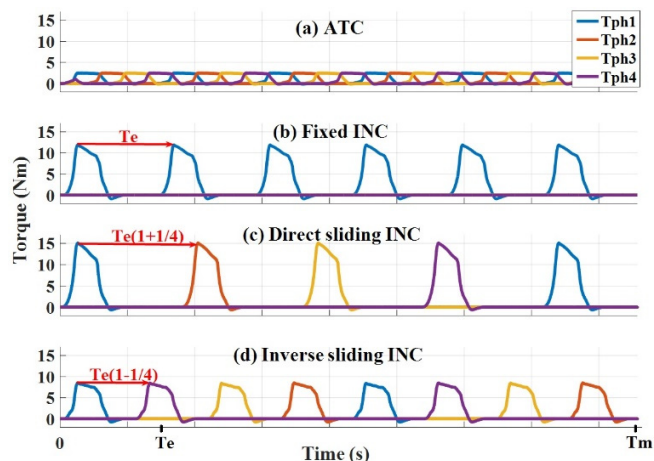 15
10
5
0
(a) ATC
Tph1
Tph2
Tph3
Tph4
15
10
5
0
Te
(b) Fixed INC
Torque (Nm)
15
10
5
0
Te(1+1/4)
(c) Direct sliding INC
15
10
5
0
Te(1-1/4)
(d) Inverse sliding INC
0
Te
Time (s)
Tm